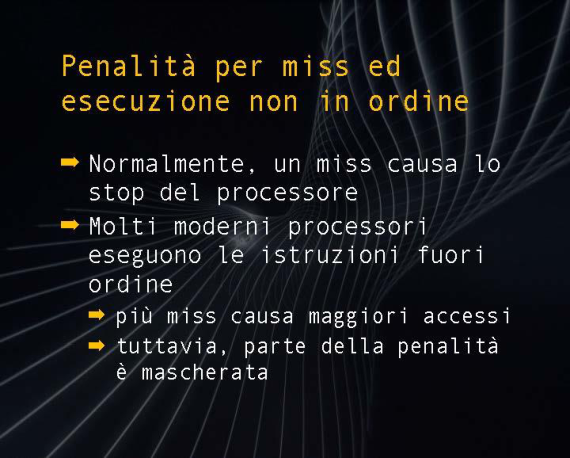 Penalità per miss ed
esecuzione non in ordine
Normalmente, un miss causa lo
stop del processore
Molti moderni processori
eseguono le istruzioni fuori
ordine
più miss causa maggiori accessi
tuttavia, parte della penalità
è mascherata